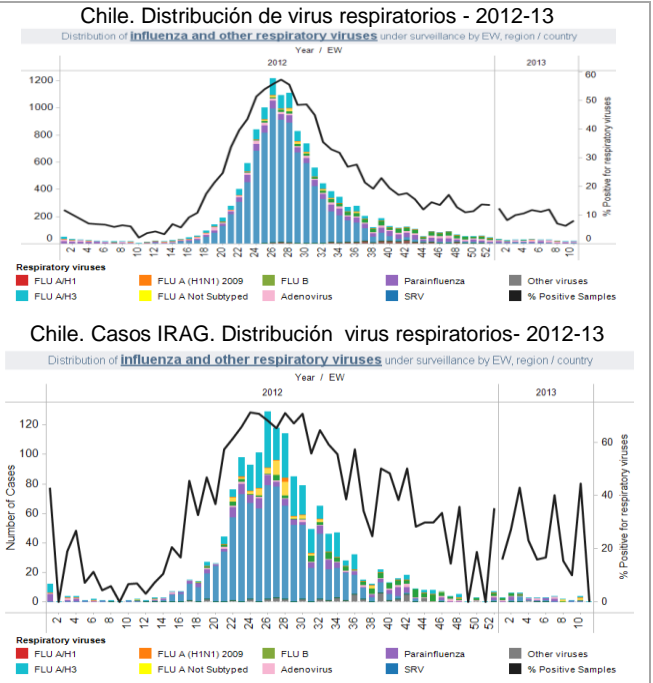 Chile. Distribución de virus respiratorios - 2012-13
Distribution of influenza and other respiratory viruses under surveillance by EW, region / country
Year / EW
2012 2013
1200
1000
800
600
400
200
0
60
50
40
30
20
10
0
% Positive for respiratory viruses
2 4 6 8 10 12 14 16 18 20 22 24 26 28 30 32 34 36 38 40 42 44 46 48 50 52 2 4 6 8 10
Respiratory viruses
FLU A/H1 FLU A (H1N1) 2009 FLU B Parainfluenza Other viruses
FLU A/H3 FLU A Not Subtyped Adenovirus SRV % Positive Samples
Chile. Casos IRAG. Distribución virus respiratorios- 2012-13
Distribution of influenza and other respiratory viruses under surveillance by EW, region / country
Year / EW
2012 2013
Number of Cases
120
100
80
60
40
20
0
60
40
20
0
% Positive for respiratory viruses
2 4 6 8 10 12 14 16 18 20 22 24 26 28 30 32 34 36 38 40 42 44 46 48 50 52 2 4 6 8 10
Respiratory viruses
FLU A/H1 FLU A (H1N1) 2009 FLU B Parainfluenza Other viruses
FLU A/H3 FLU A Not Subtyped Adenovirus SRV % Positive Samples